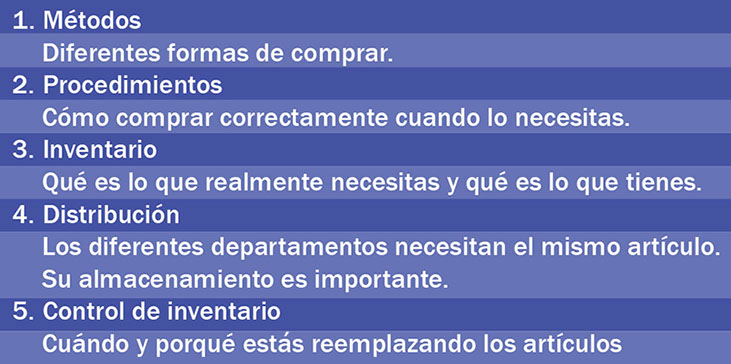 1. Métodos
Diferentes formas de comprar.
2. Procedimientos
Cómo comprar correctamente cuando lo necesitas.
3. Inventario
Qué es lo que realmente necesitas y qué es lo que tienes.
4. Distribución
Los diferentes departamentos necesitan el mismo artículo.
Su almacenamiento es importante.
5. Control de inventario
Cuándo y porqué estás reemplazando los artículos